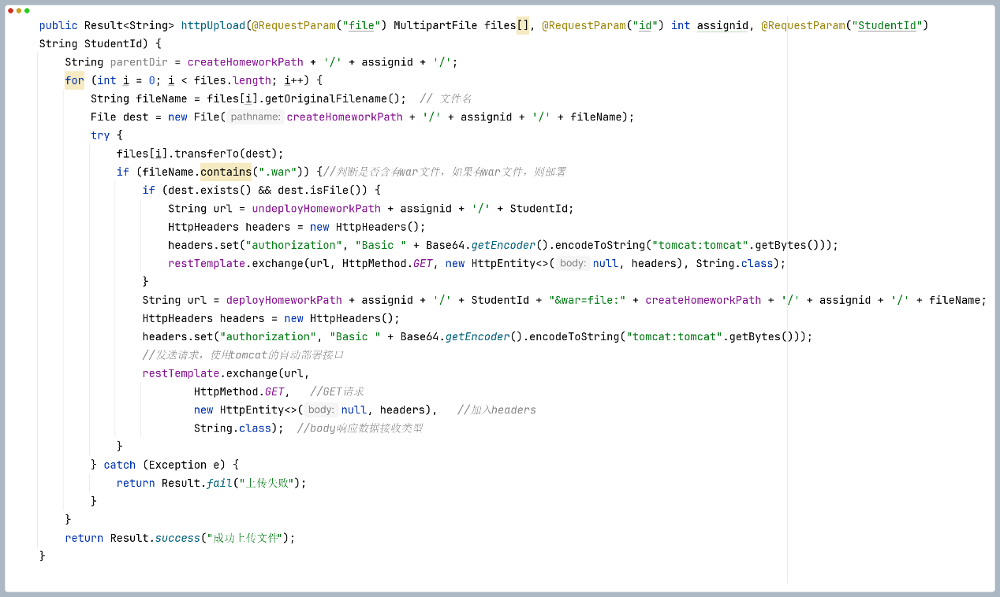 public Result<String> httpUpload(@RequestParam("file") MultipartFile files[], @RequestParam("id") int assignid, @RequestParam("StudentId")
String StudentId) {
String parentDir = createHomeworkPath + '/' + assignid + '/';
for (int i = 0; i < files.length; i++) {
String fileName = files[i].getOriginalFilename();  // 文件名
File dest = new File( pathname: createHomeworkPath + '/' + assignid + '/' + fileName);
try {
files[i].transferTo(dest);
if (fileName.contains(".war")) {//判断是否含有war文件，如果有war文件，则部署
if (dest.exists() && dest.isFile()) {
String url = undeployHomeworkPath + assignid + '/' + StudentId;
HttpHeaders headers = new HttpHeaders();
headers.set("authorization", "Basic " + Base64.getEncoder().encodeToString("tomcat:tomcat".getBytes()));
restTemplate.exchange(url, HttpMethod.GET, new HttpEntity<>( body: null, headers), String.class);
}
String url = deployHomeworkPath + assignid + '/' + StudentId + "&war=file:" + createHomeworkPath + '/' + assignid + '/' + fileName;
HttpHeaders headers = new HttpHeaders();
headers.set("authorization", "Basic " + Base64.getEncoder().encodeToString("tomcat:tomcat".getBytes()));
//发送请求，使用tomcat的自动部署接口
restTemplate.exchange(url,
HttpMethod.GET,   //GET请求
new HttpEntity<>( body: null, headers),   //加入headers
String.class);  //body响应数据接收类型
}
} catch (Exception e) {
return Result.fail("上传失败");
}
}
return Result.success("成功上传文件");
}